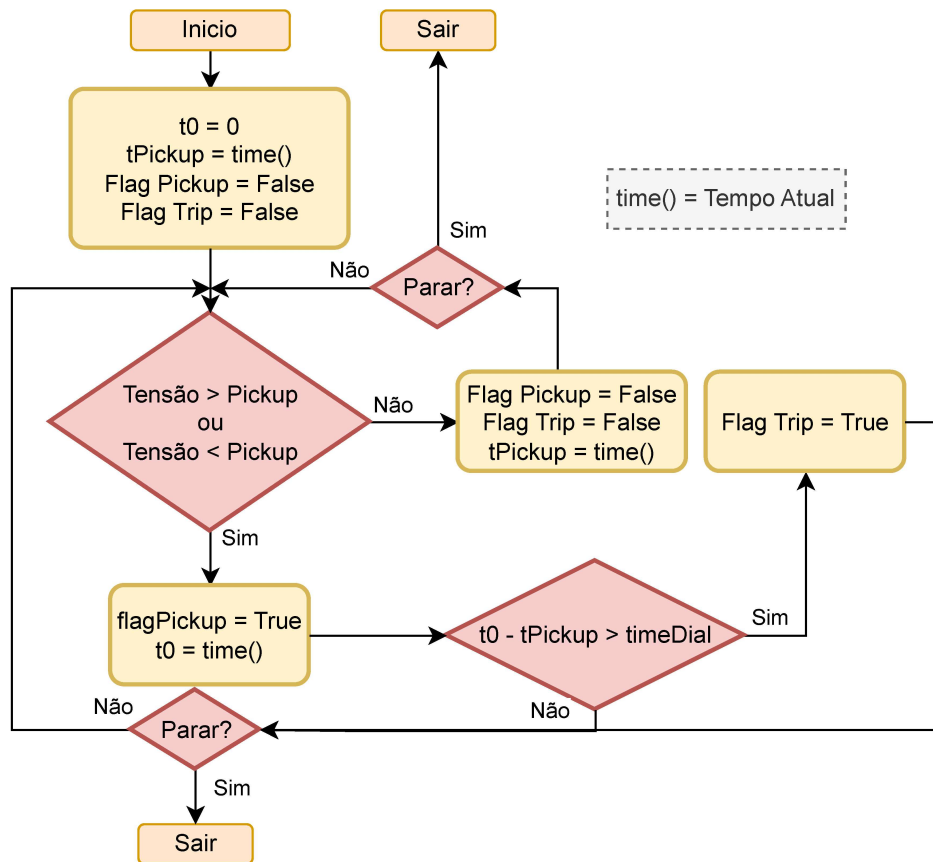 Inicio
Sair
t0 = 0
tPickup = time()
Flag Pickup = False
Flag Trip = False
time() = Tempo Atual
Sim
Não
Parar?
Tensão > Pickup
ou
Tensão < Pickup
Não
Flag Pickup = False
Flag Trip = False
tPickup = time()
Flag Trip = True
Sim
flagPickup = True
t0 = time()
t0 - tPickup > timeDial
Sim
Não
Não
Parar?
Sim
Sair